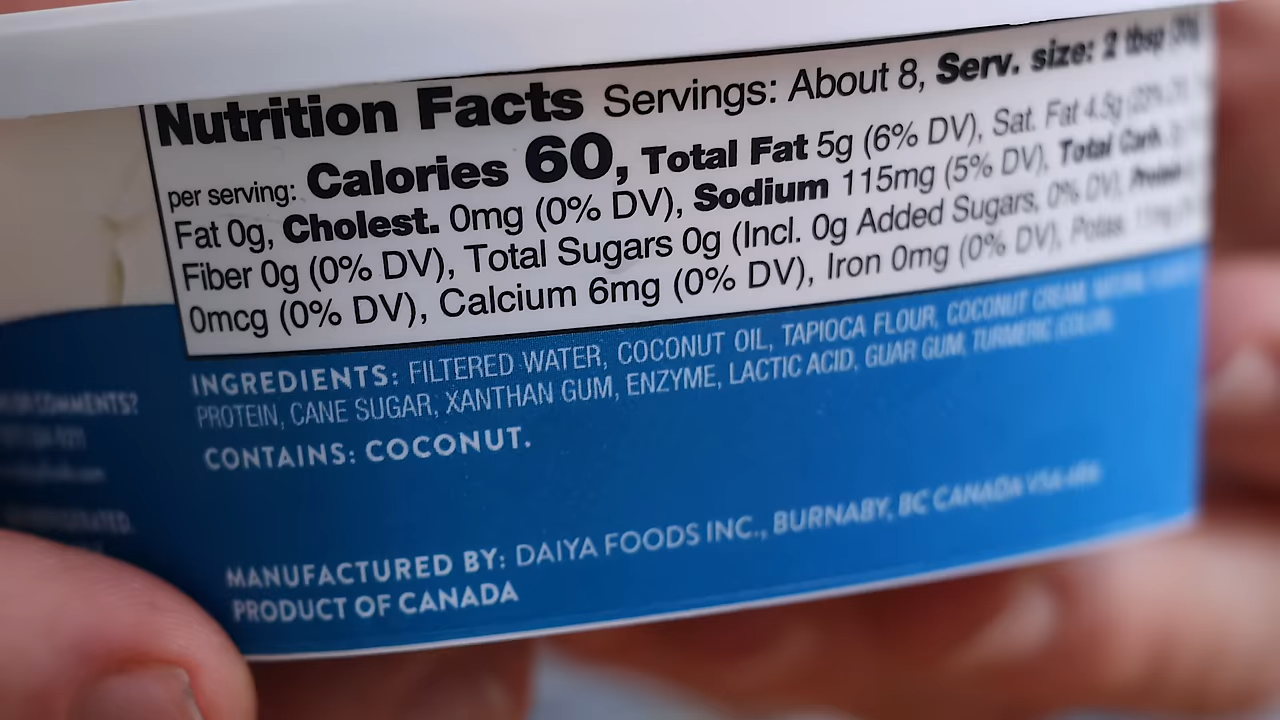 Nutrition Facts Servings: About 8, Serv. size: 2 tbsp
per serving: Calories 60, Total Fat 5g (6% DV), Sat. Fat 4.5g
Fat 0g, Cholest. 0mg (0% DV), Sodium 115mg (5% DV), Total Carb.
Fiber 0g (0% DV), Total Sugars 0g (Incl. 0g Added Sugars, 0% DV), Protein
0mcg (0% DV), Calcium 6mg (0% DV), Iron 0mg (0% DV), Potas.
INGREDIENTS: FILTERED WATER, COCONUT OIL, TAPIOCA FLOUR, COCONUT CREAM,
PROTEIN, CANE SUGAR, XANTHAN GUM, ENZYME, LACTIC ACID, GUAR GUM, TURMERIC
CONTAINS: COCONUT.
MANUFACTURED BY: DAIYA FOODS INC., BURNABY, BC CANADA
PRODUCT OF CANADA
COMMENTS?